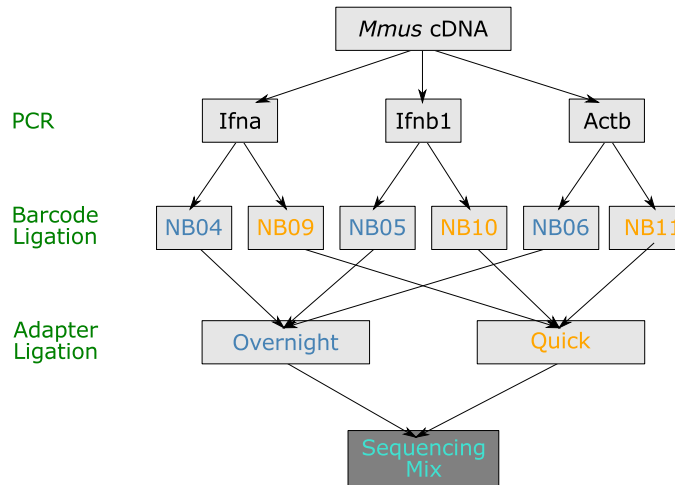 Mmus cDNA
PCR
Ifna
Ifnb1
Actb
Barcode
Ligation
NB04
NB09
NB05
NB10
NB06
NB11
Adapter
Ligation
Overnight
Quick
Sequencing
Mix